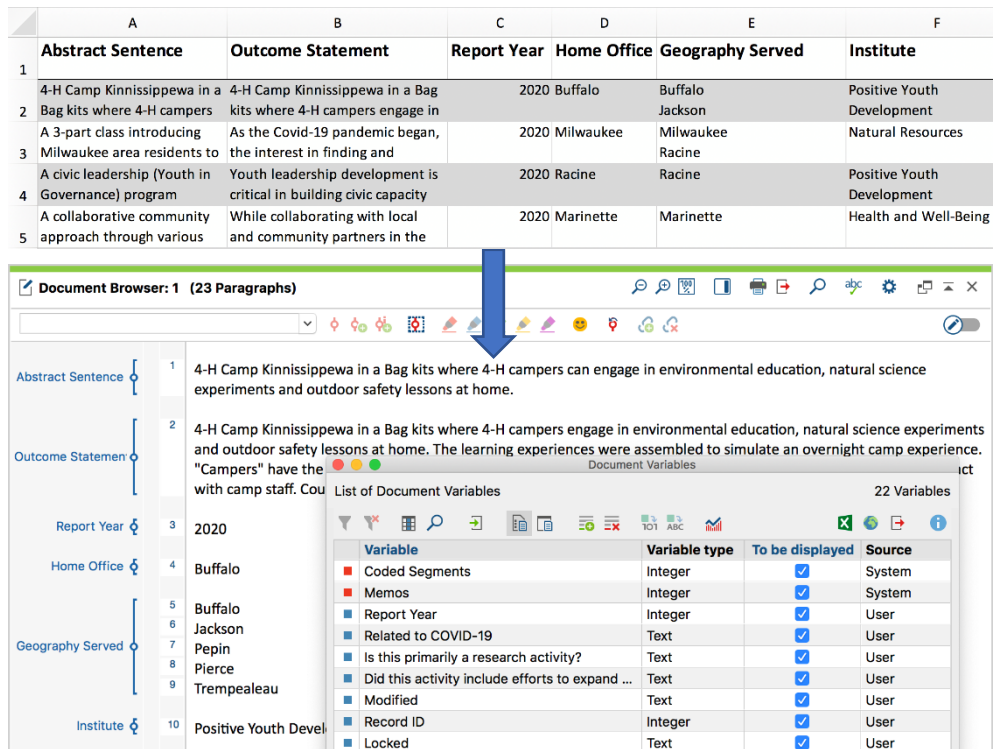 A B C D E F
Abstract Sentence Outcome Statement Report Year Home Office Geography Served Institute
1
4-H Camp Kinnissippewa in a 4-H Camp Kinnissippewa in a Bag 2020 Buffalo Buffalo Positive Youth
2 Bag kits where 4-H campers kits where 4-H campers engage in Jackson Development
A 3-part class introducing As the Covid-19 pandemic began, 2020 Milwaukee Milwaukee Natural Resources
3 Milwaukee area residents to the interest in finding and Racine
A civic leadership (Youth in Youth leadership development is 2020 Racine Racine Positive Youth
4 Governance) program critical in building civic capacity Development
A collaborative community While collaborating with local 2020 Marinette Marinette Health and Well-Being
5 approach through various and community partners in the
Document Browser: 1 (23 Paragraphs) 100 % abc
Abstract Sentence 1 4-H Camp Kinnissippewa in a Bag kits where 4-H campers can engage in environmental education, natural science
experiments and outdoor safety lessons at home.
2 4-H Camp Kinnissippewa in a Bag kits where 4-H campers engage in environmental education, natural science experiments
Outcome Statemen and outdoor safety lessons at home. The learning experiences were assembled to simulate an overnight camp experience.
"Campers" have the
with camp staff. Cou
Report Year 3 2020
Home Office 4 Buffalo
5 Buffalo
6 Jackson
Geography Served 7 Pepin
8 Pierce
9 Trempealeau
Institute 10 Positive Youth Devel
Document Variables
List of Document Variables 22 Variables
101 ABC
Variable Variable type To be displayed Source
Coded Segments Integer System
Memos Integer System
Report Year Integer User
Related to COVID-19 Text User
Is this primarily a research activity? Text User
Did this activity include efforts to expand ... Text User
Modified Text User
Record ID Integer User
Locked Text User